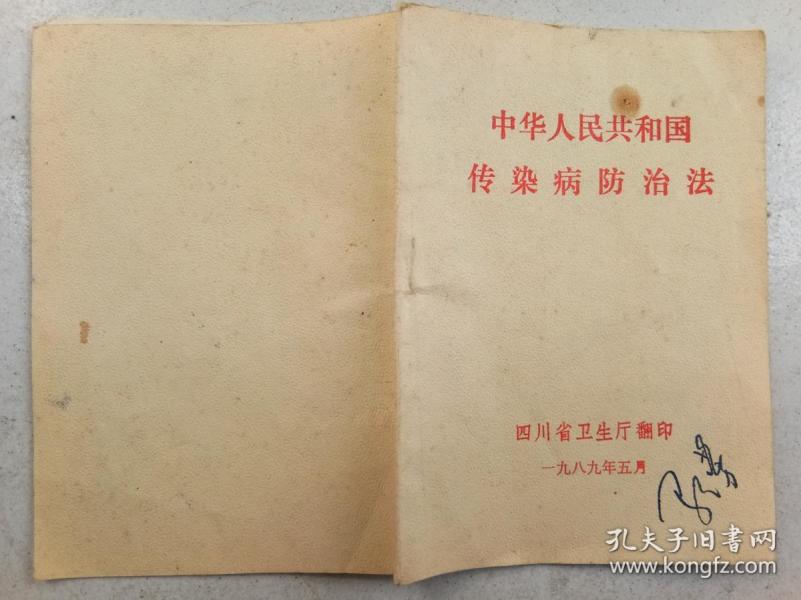 中华人民共和国
传染病防治法
四川省卫生厅翻印
一九八九年五月
孔夫子旧书网
www.kongfz.com